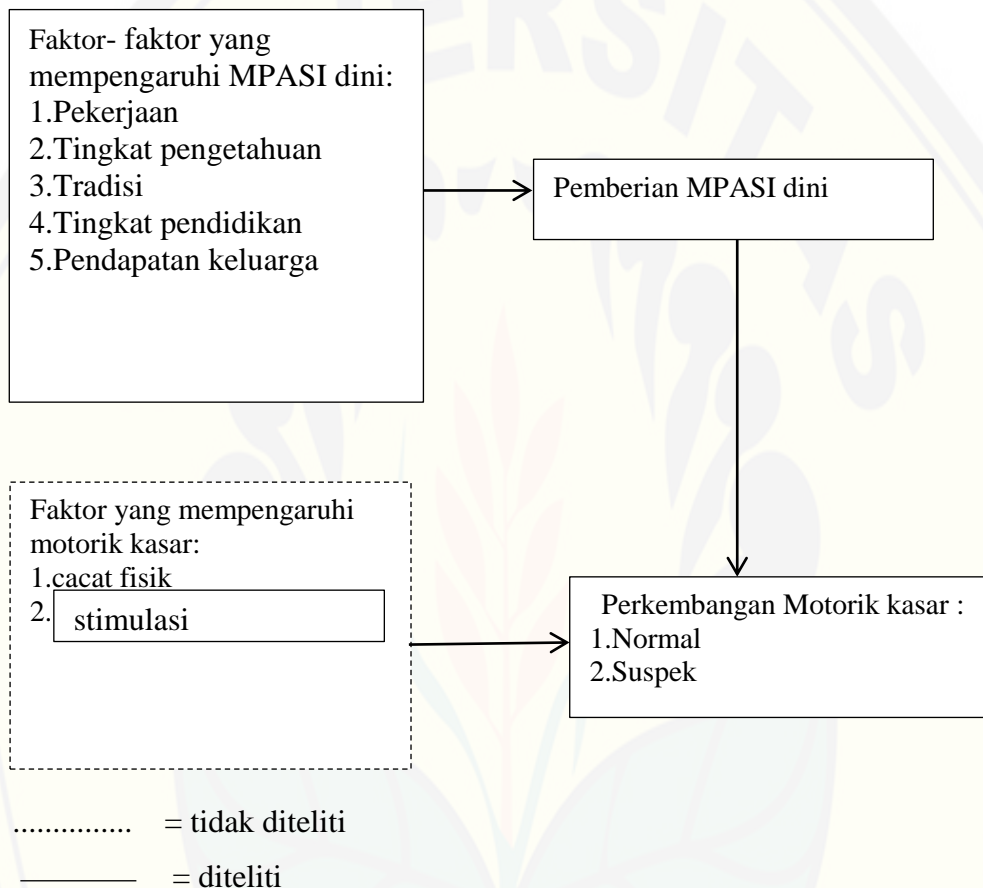 Faktor- faktor yang
mempengaruhi MPASI dini:
1.Pekerjaan
2.Tingkat pengetahuan
3.Tradisi
4.Tingkat pendidikan
5.Pendapatan keluarga
Pemberian MPASI dini
Faktor yang mempengaruhi
motorik kasar:
1.cacat fisik
2. stimulasi
Perkembangan Motorik kasar :
1.Normal
2.Suspek
............... = tidak diteliti
= diteliti